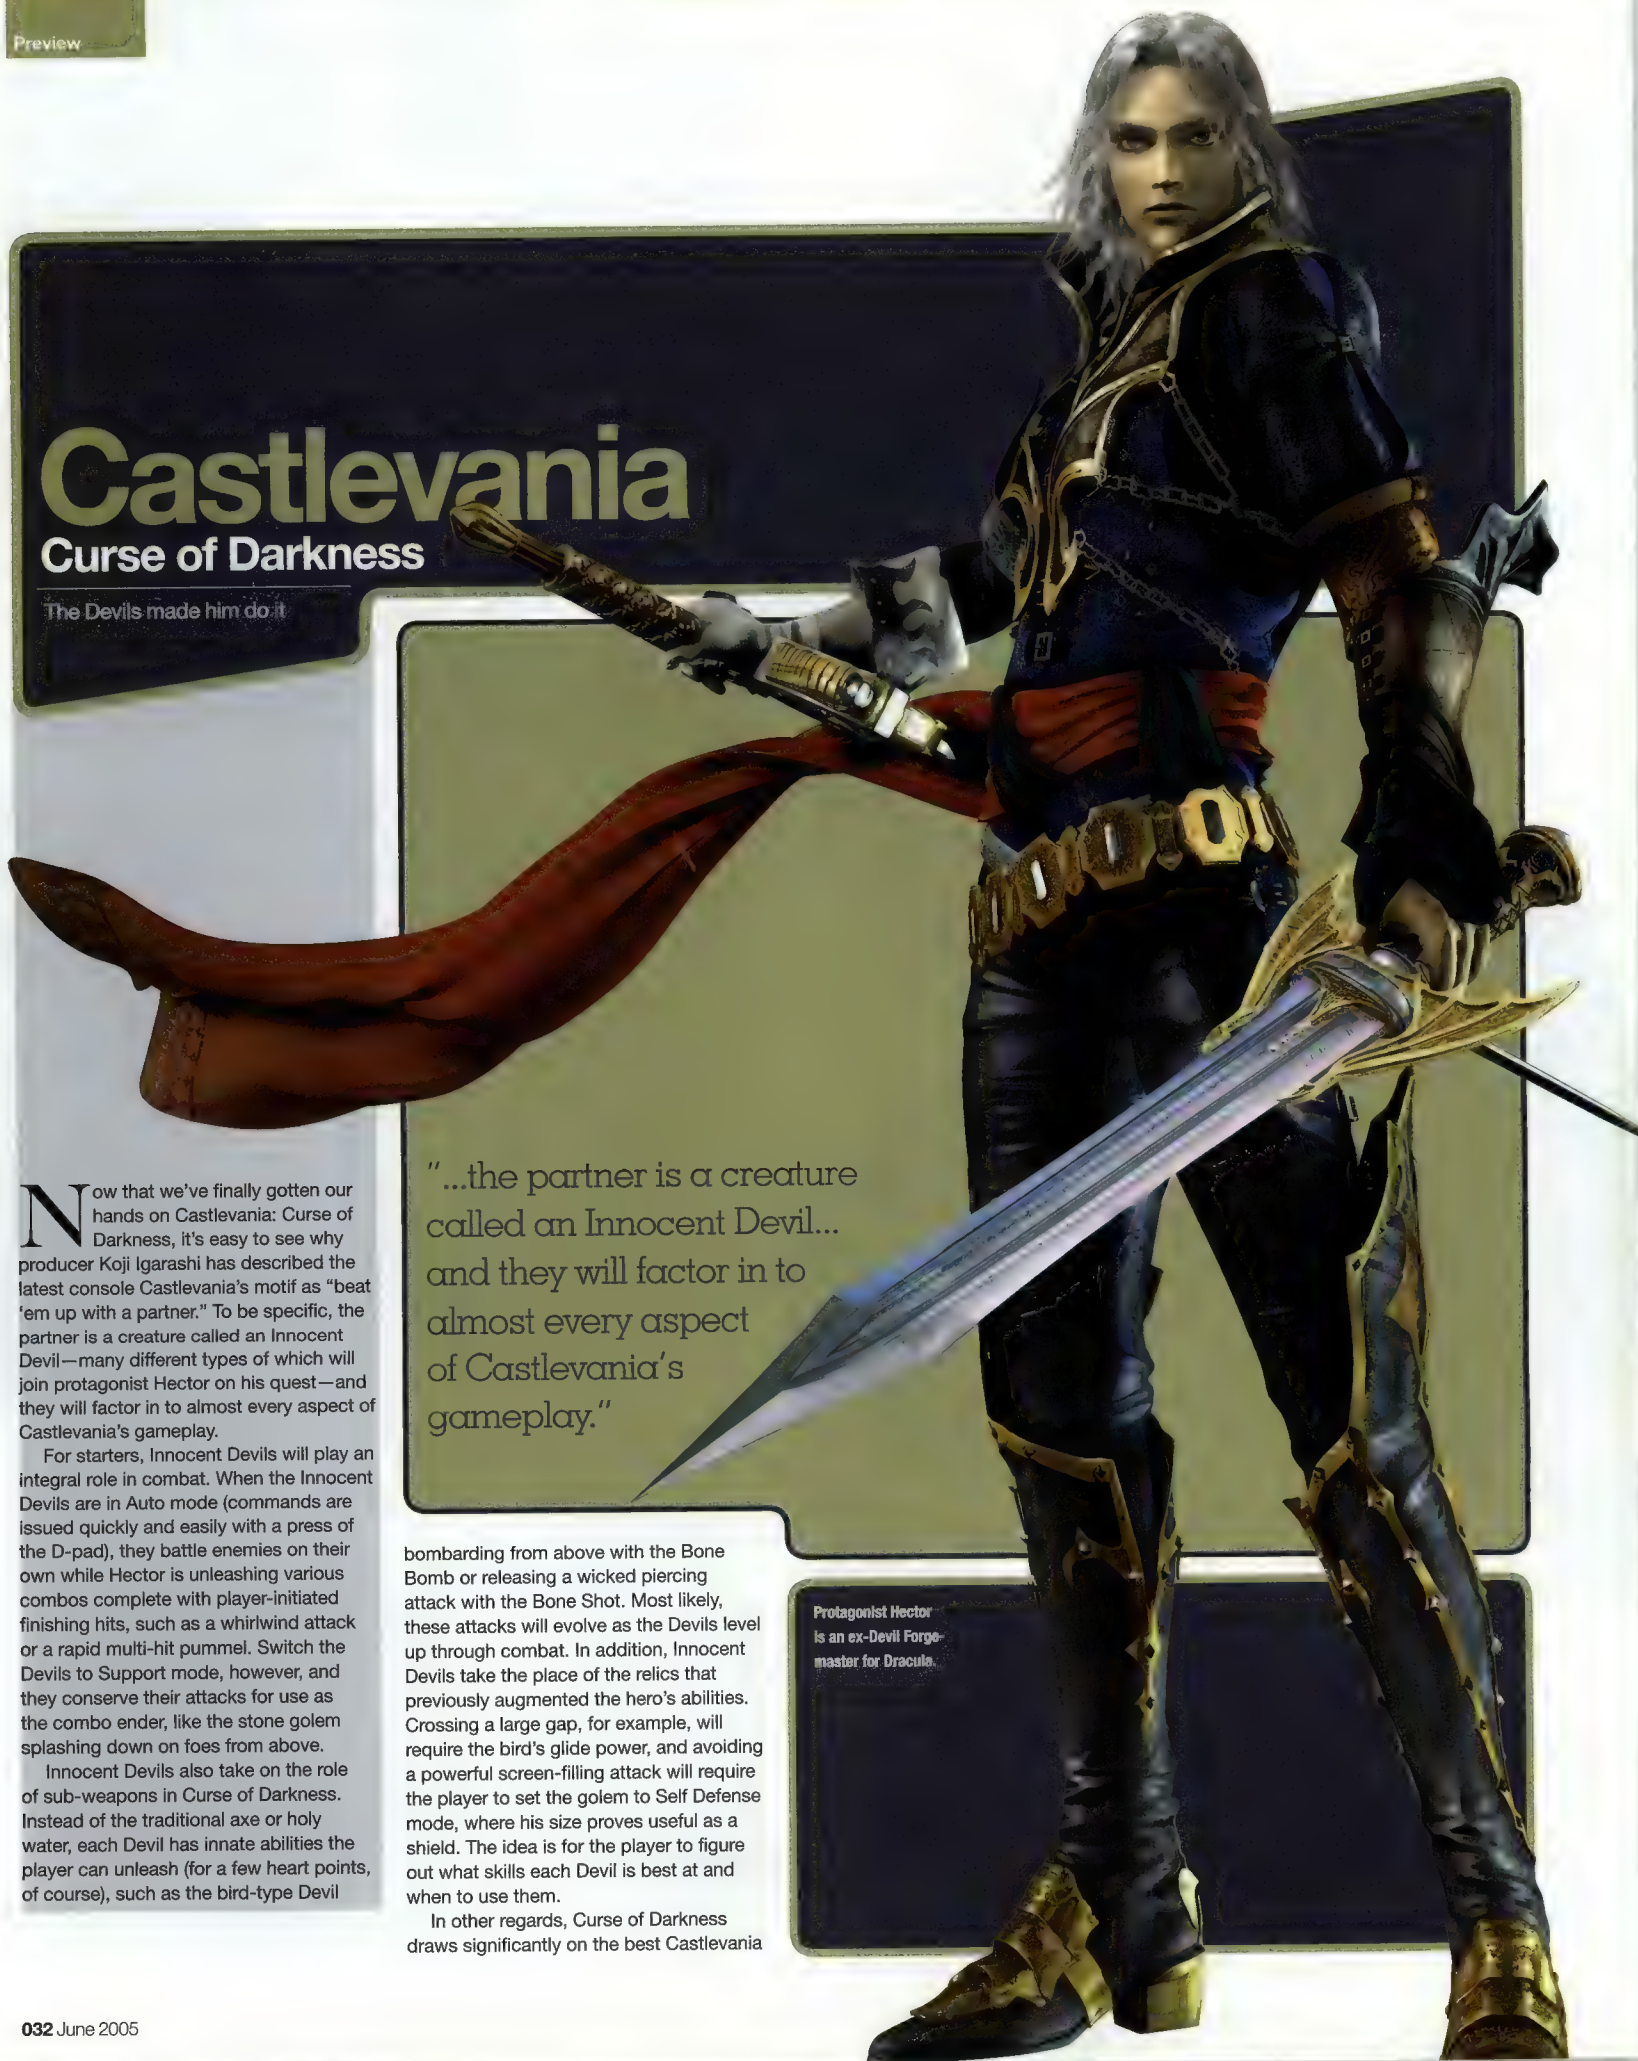 Preview
Castlevania
Curse of Darkness
The Devils made him do it
Now that we've finally gotten our
hands on Castlevania: Curse of
Darkness, it's easy to see why
producer Koji Igarashi has described the
latest console Castlevania's motif as “beat
‘em up with a partner.” To be specific, the
partner is a creature called an Innocent
Devil—many different types of which will
join protagonist Hector on his quest—and
they will factor in to almost every aspect of
Castlevania's gameplay.
For starters, Innocent Devils will play an
integral role in combat. When the Innocent
Devils are in Auto mode (commands are
issued quickly and easily with a press of
the D-pad), they battle enemies on their
own while Hector is unleashing various
combos complete with player-initiated
finishing hits, such as a whirlwind attack
or a rapid multi-hit pummel. Switch the
Devils to Support mode, however, and
they conserve their attacks for use as
the combo ender, like the stone golem
splashing down on foes from above.
Innocent Devils also take on the role
of sub-weapons in Curse of Darkness.
Instead of the traditional axe or holy
water, each Devil has innate abilities the
player can unleash (for a few heart points,
of course), such as the bird-type Devil
"...the partner is a creature
called an Innocent Devil...
and they will factor in to
almost every aspect
of Castlevania's
gameplay."
bombarding from above with the Bone
Bomb or releasing a wicked piercing
attack with the Bone Shot. Most likely,
these attacks will evolve as the Devils level
up through combat. In addition, Innocent
Devils take the place of the relics that
previously augmented the hero's abilities.
Crossing a large gap, for example, will
require the bird's glide power, and avoiding
a powerful screen-filling attack will require
the player to set the golem to Self Defense
mode, where his size proves useful as a
shield. The idea is for the player to figure
out what skills each Devil is best at and
when to use them.
In other regards, Curse of Darkness
draws significantly on the best Castlevania
Protagonist Hector
is an ex-Devil Forge-
master for Dracula.
032 June 2005